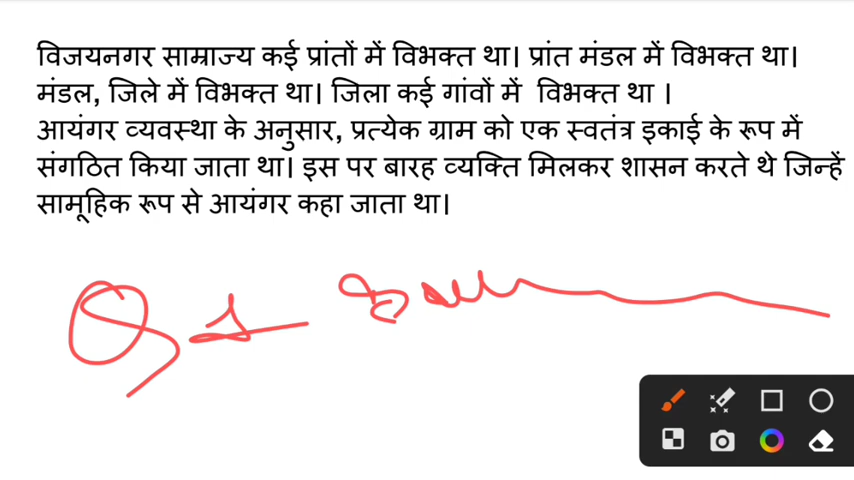 विजयनगर साम्राज्य कई प्रांतों में विभक्त था। प्रांत मंडल में विभक्त था।
मंडल, जिले में विभक्त था। जिला कई गांवों में विभक्त था ।
आयंगर व्यवस्था के अनुसार, प्रत्येक ग्राम को एक स्वतंत्र इकाई के रूप में
संगठित किया जाता था। इस पर बारह व्यक्ति मिलकर शासन करते थे जिन्हें
सामूहिक रूप से आयंगर कहा जाता था।